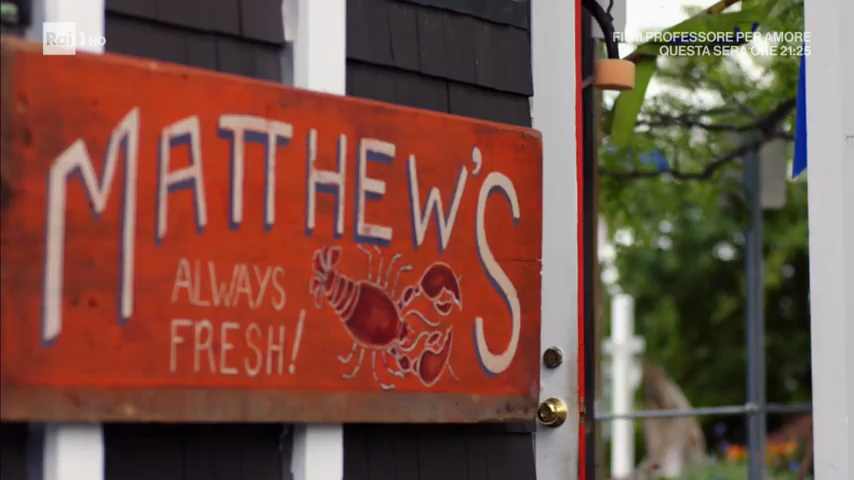 Rai 1 HD
FILM PROFESSORE PER AMORE
QUESTA SERA ORE 21:25
MATTHEW'S
ALWAYS
FRESH!